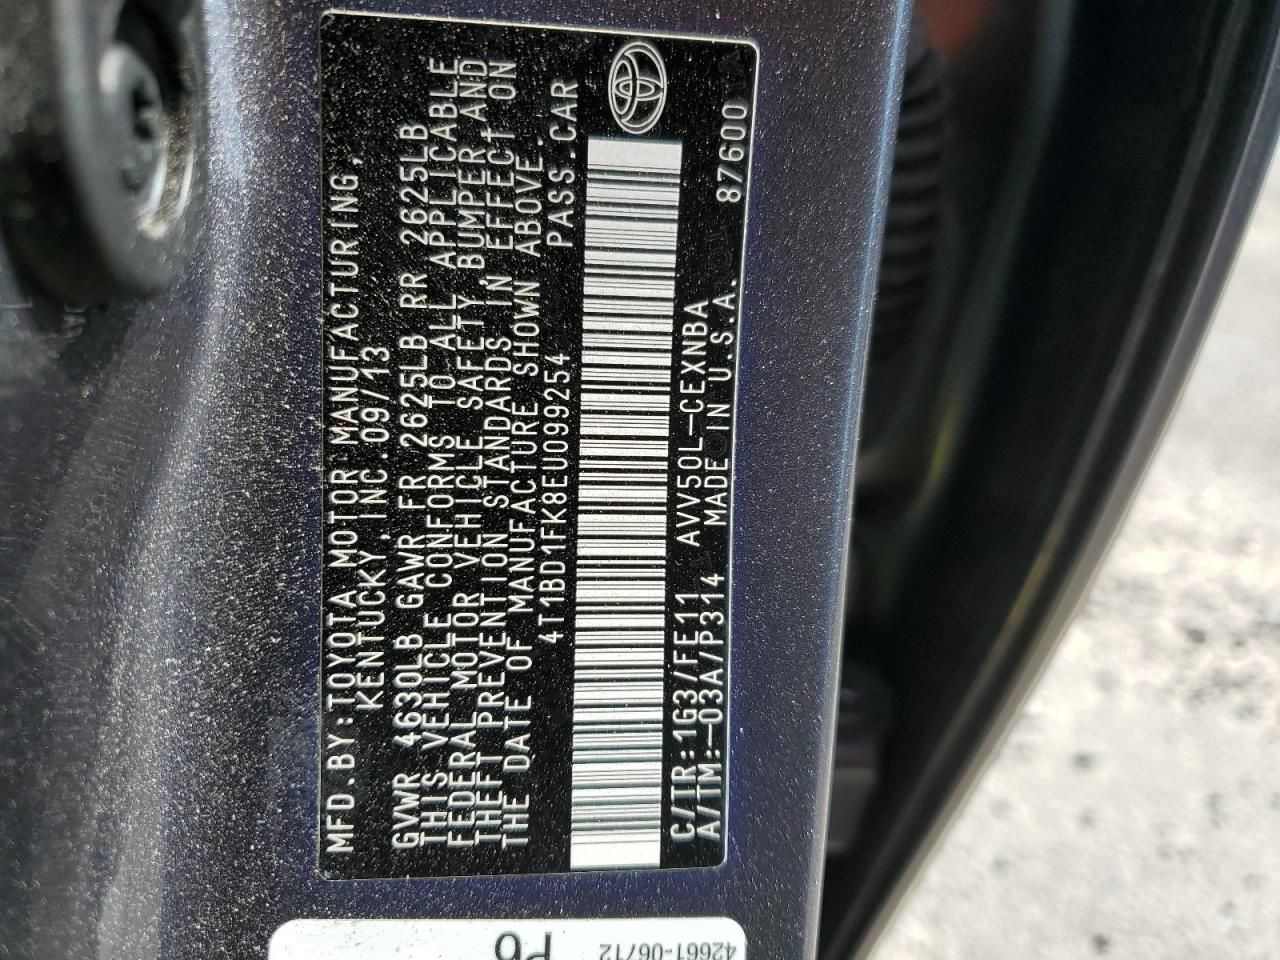 MFD.BY:TOYOTA MOTOR MANUFACTURING,
KENTUCKY,INC.09/13
GVWR 4630LB GAWR FR 2625LB RR 2625LB
THIS VEHICLE CONFORMS TO ALL APPLICABLE
FEDERAL MOTOR VEHICLE SAFETY,BUMPER AND
THEFT PREVENTION STANDARDS IN EFFECT ON
THE DATE OF MANUFACTURE SHOWN ABOVE.
4T1BD1FK8EU099254 PASS.CAR
C/TR:1G3/FE11 AVV50L-CEXNBA
A/TM:-03A/P314 MADE IN U.S.A. 87600
P6
42661-06712